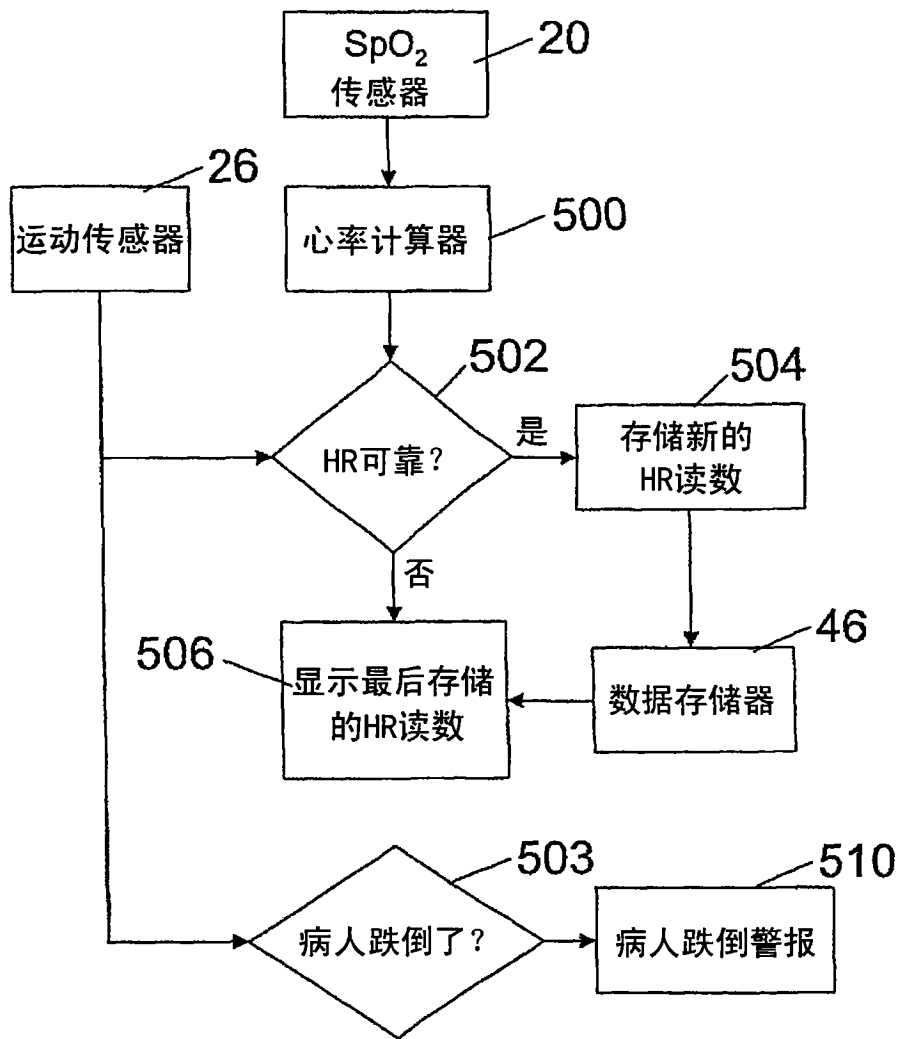 SpO₂
传感器
20
26
运动传感器
心率计算器
500
502
HR可靠？
是
504
存储新的
HR读数
否
506
显示最后存储
的HR读数
46
数据存储器
503
病人跌倒了？
510
病人跌倒警报